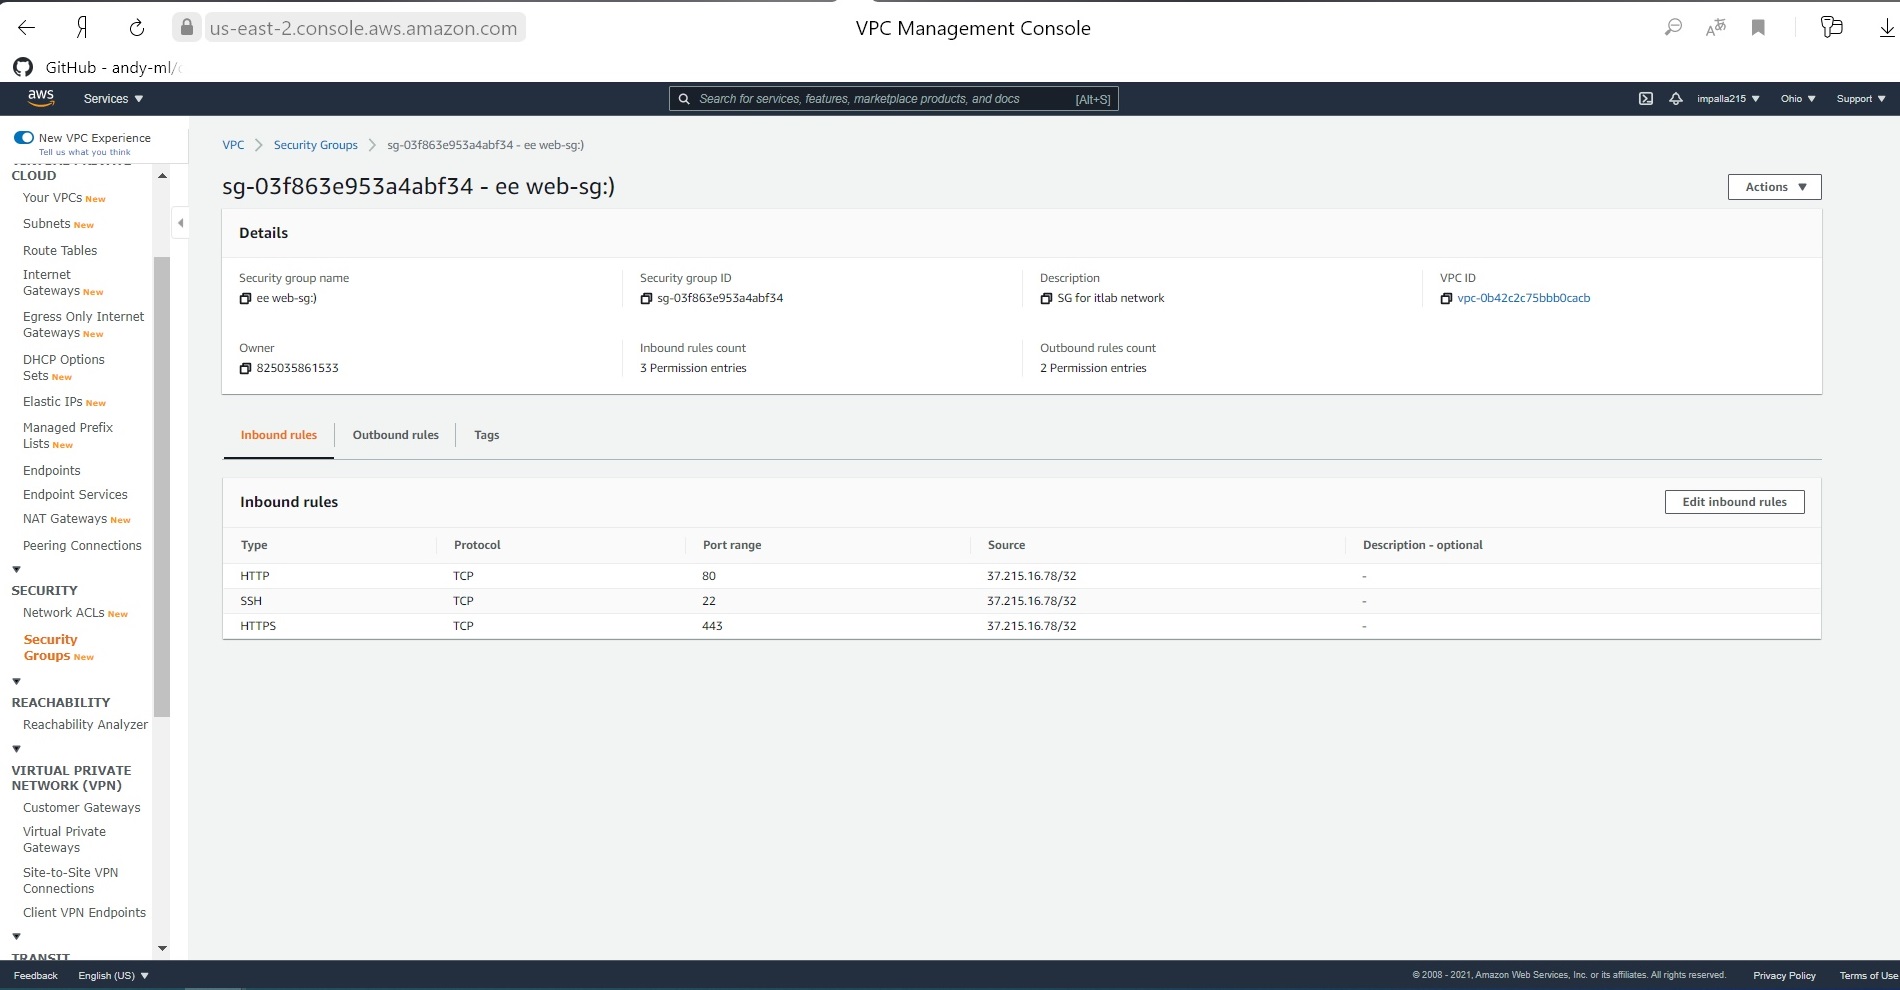 us-east-2.console.aws.amazon.com
VPC Management Console
GitHub - andy-ml/
aws
Services
Search for services, features, marketplace products, and docs
[Alt+S]
impalla215
Ohio
Support
New VPC Experience
Tell us what you think
VIRTUAL PRIVATE
CLOUD
Your VPCs New
Subnets New
Route Tables
Internet
Gateways New
Egress Only Internet
Gateways New
DHCP Options
Sets New
Elastic IPs New
Managed Prefix
Lists New
Endpoints
Endpoint Services
NAT Gateways New
Peering Connections
SECURITY
Network ACLs New
Security
Groups New
REACHABILITY
Reachability Analyzer
VIRTUAL PRIVATE
NETWORK (VPN)
Customer Gateways
Virtual Private
Gateways
Site-to-Site VPN
Connections
Client VPN Endpoints
TRANSIT
VPC
Security Groups
sg-03f863e953a4abf34 - ee web-sg:)
sg-03f863e953a4abf34 - ee web-sg:)
Actions
Details
Security group name
ee web-sg:)
Security group ID
sg-03f863e953a4abf34
Description
SG for itlab network
VPC ID
vpc-0b42c2c75bbb0cacb
Owner
825035861533
Inbound rules count
3 Permission entries
Outbound rules count
2 Permission entries
Inbound rules
Outbound rules
Tags
Inbound rules
Edit inbound rules
Type Protocol Port range Source Description - optional
HTTP TCP 80 37.215.16.78/32 -
SSH TCP 22 37.215.16.78/32 -
HTTPS TCP 443 37.215.16.78/32 -
Feedback
English (US)
© 2008 - 2021, Amazon Web Services, Inc. or its affiliates. All rights reserved.
Privacy Policy
Terms of Use